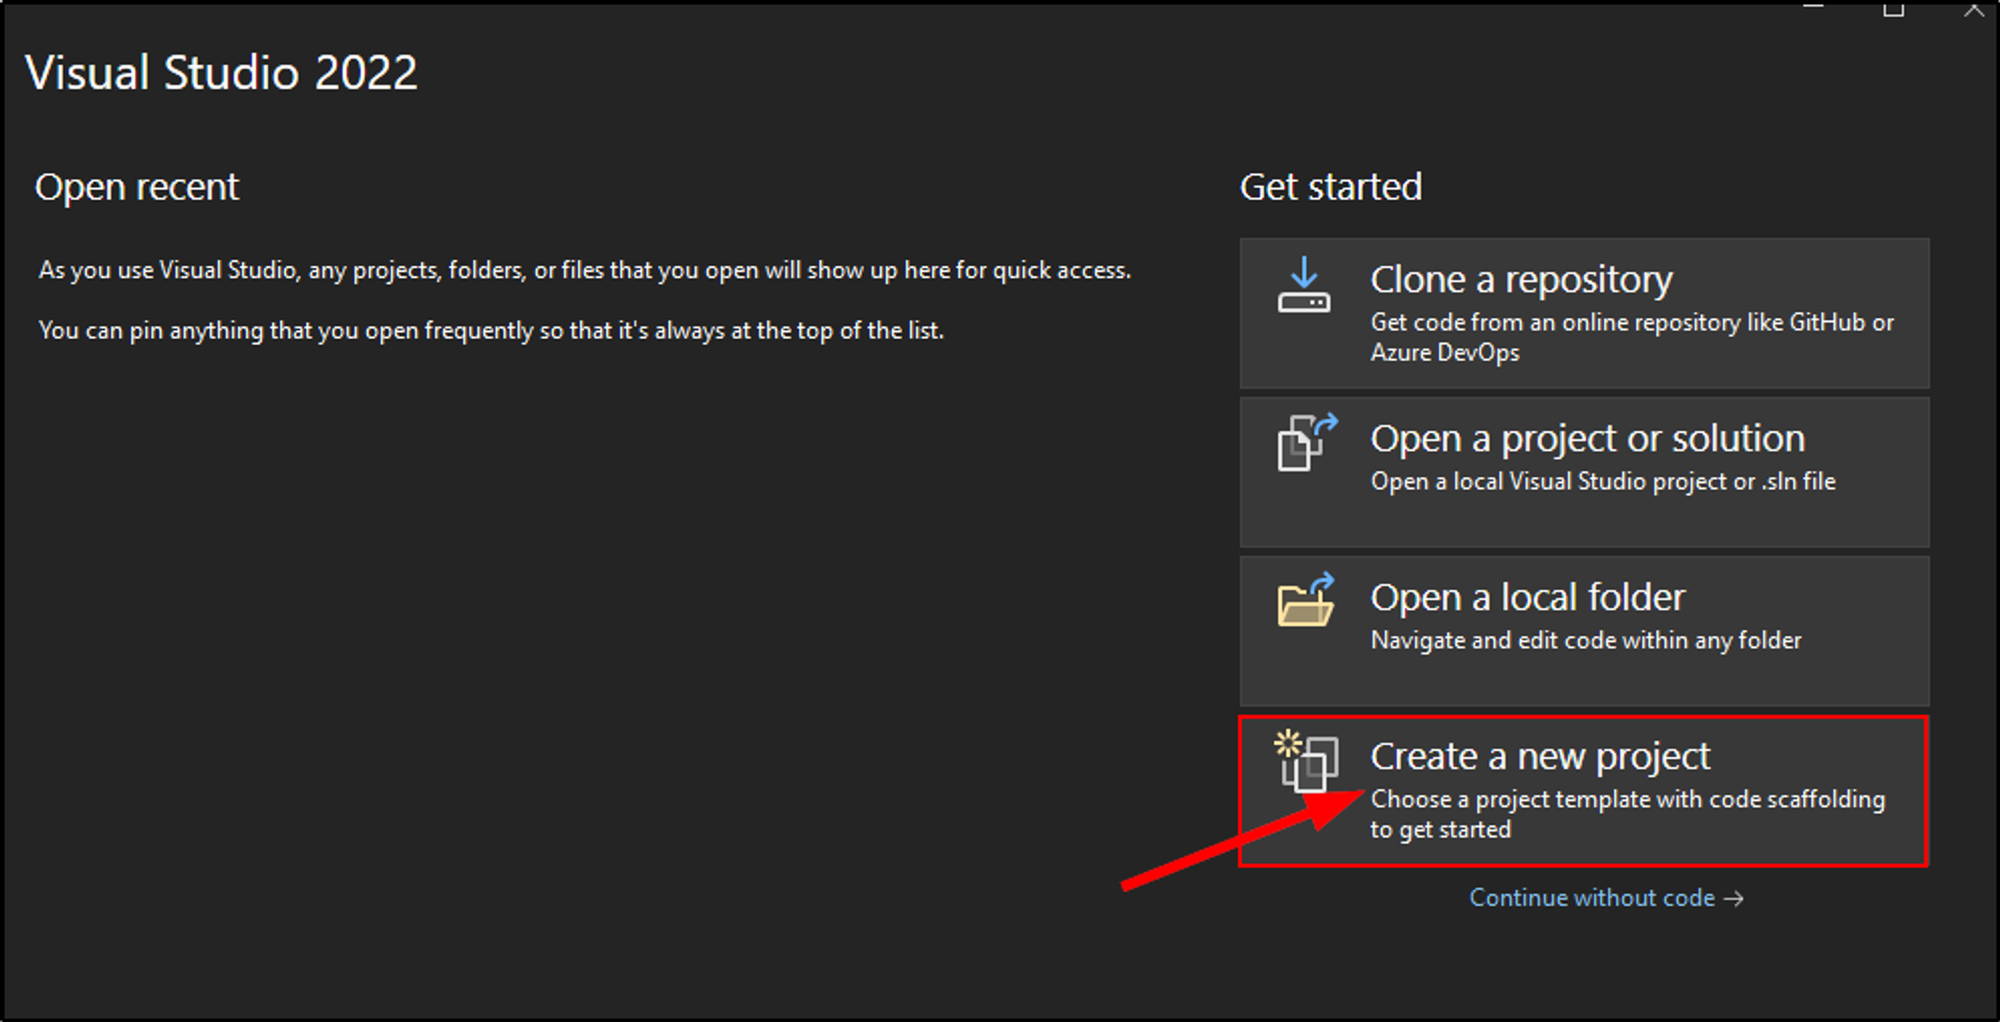 Visual Studio 2022
Open recent
As you use Visual Studio, any projects, folders, or files that you open will show up here for quick access.
You can pin anything that you open frequently so that it's always at the top of the list.
Get started
Clone a repository
Get code from an online repository like GitHub or
Azure DevOps
Open a project or solution
Open a local Visual Studio project or .sln file
Open a local folder
Navigate and edit code within any folder
Create a new project
Choose a project template with code scaffolding
to get started
Continue without code →